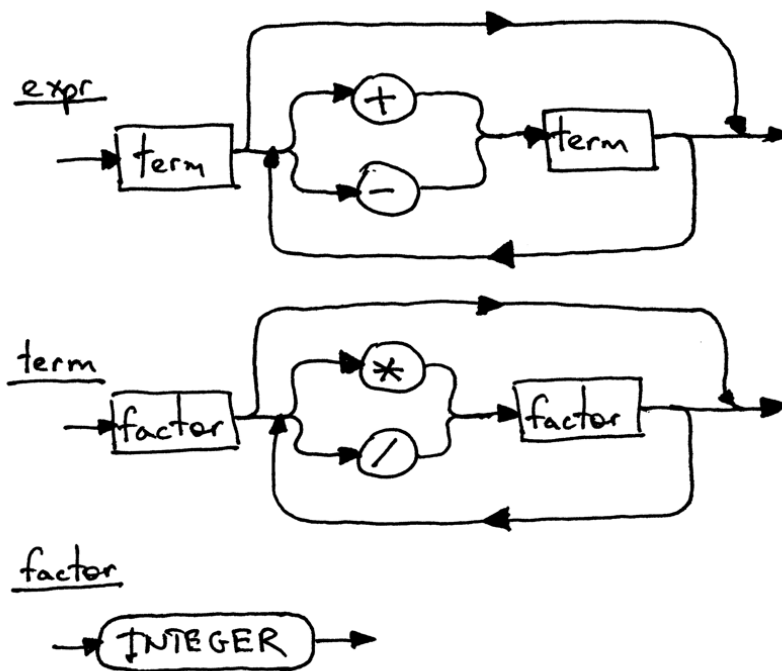 expr
+
term
term
-
term
*
factor
factor
/
factor
INTEGER